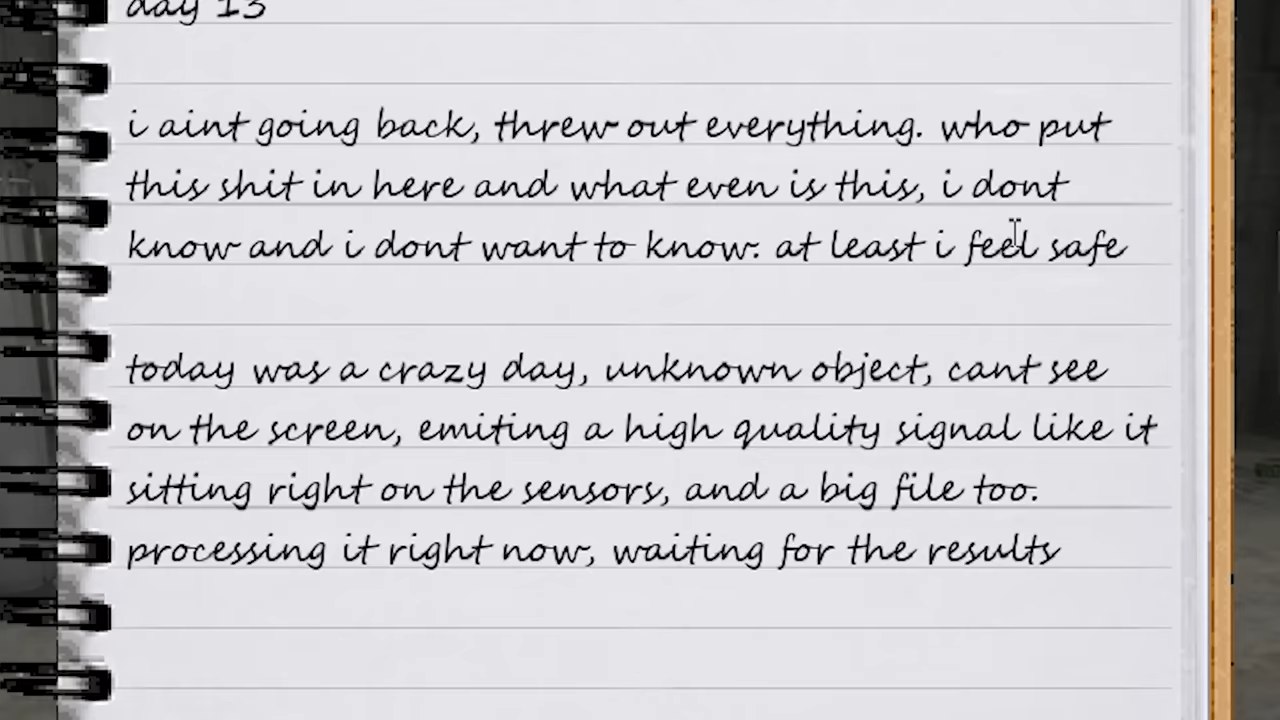 day 13
i aint going back, threw out everything. who put
this shit in here and what even is this, i dont
know and i dont want to know. at least i feel safe
today was a crazy day, unknown object, cant see
on the screen, emiting a high quality signal like it
sitting right on the sensors, and a big file too.
processing it right now, waiting for the results